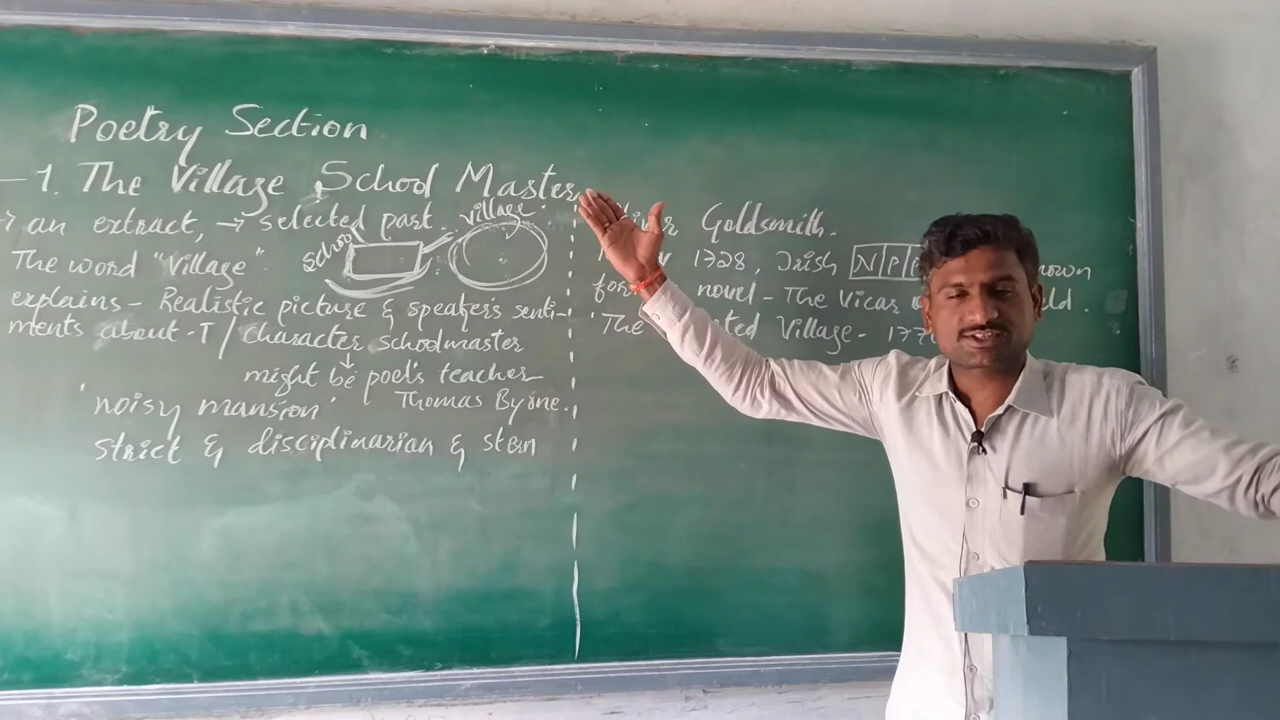 Poetry Section
1. The Village School Master
→ an extract, → selected part.
village
school
The word "Village"
explains - Realistic picture & speaker's senti-
ments about - T / character schoolmaster
might be poet's teacher
'noisy mansion' Thomas Byrne.
strict & disciplinarian & stern
Goldsmith.
1728, Irish N P
for novel - The Vicar
'The Village - 177